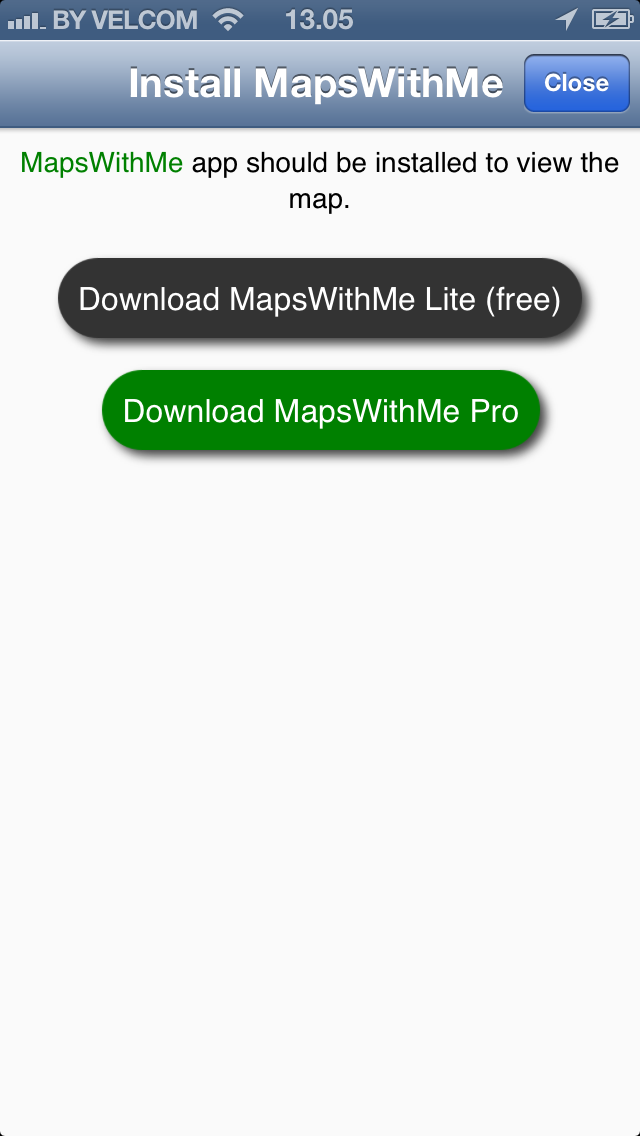 BY VELCOM 13.05
Install MapsWithMe Close
MapsWithMe app should be installed to view the
map.
Download MapsWithMe Lite (free)
Download MapsWithMe Pro